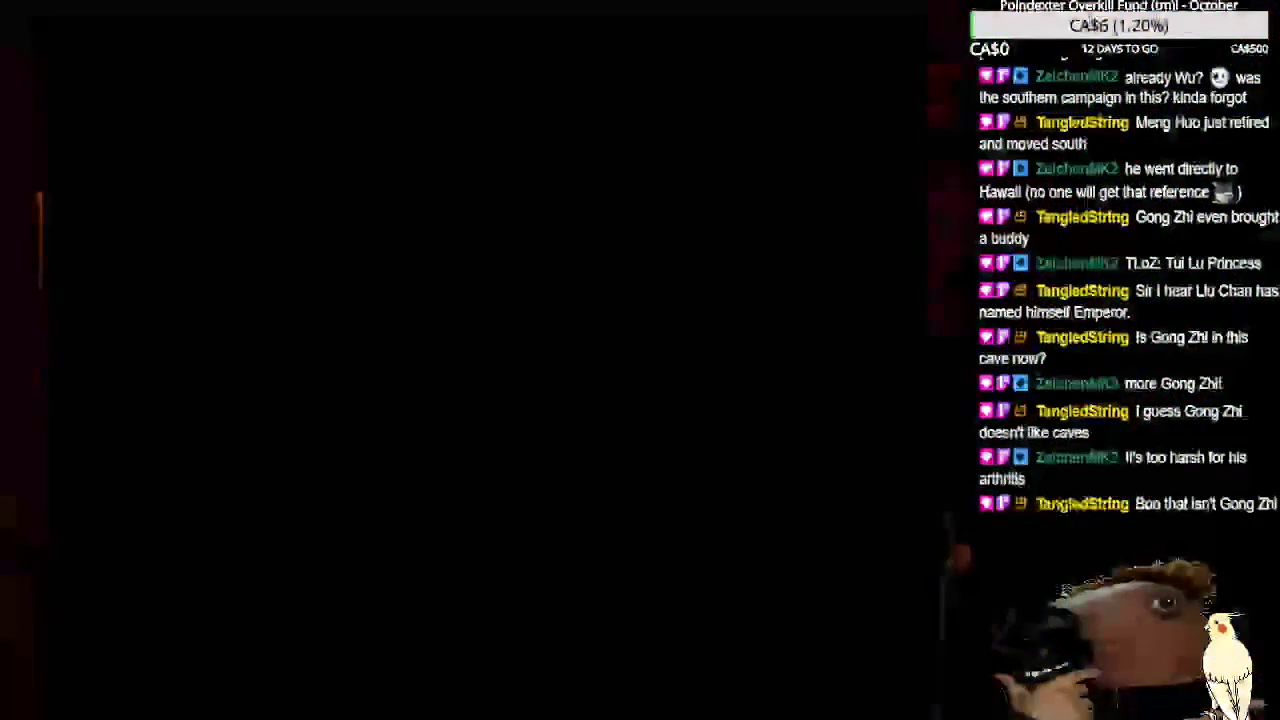 Poindexter Overkill Fund (tm) - October
CA$6 (1.20%)
CA$0 12 DAYS TO GO CA$500
ZeichenMK2 already Wu? was
the southern campaign in this? kinda forgot
TangledString Meng Huo just retired
and moved south
ZeichenMK2 he went directly to
Hawaii (no one will get that reference )
TangledString Gong Zhi even brought
a buddy
ZeichenMK2 TLoZ: Tui Lu Princess
TangledString Sir I hear Liu Chan has
named himself Emperor.
TangledString Is Gong Zhi in this
cave now?
ZeichenMK2 more Gong Zhi!
TangledString I guess Gong Zhi
doesn't like caves
ZeichenMK2 It's too harsh for his
arthritis
TangledString Boo that isn't Gong Zhi